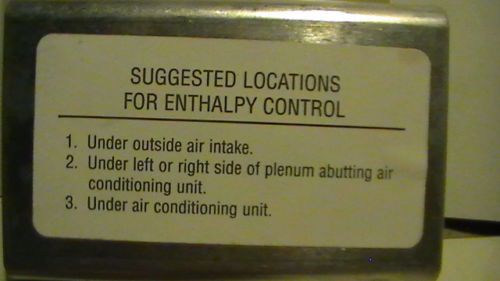 SUGGESTED LOCATIONS
FOR ENTHALPY CONTROL
1. Under outside air intake.
2. Under left or right side of plenum abutting air
conditioning unit.
3. Under air conditioning unit.